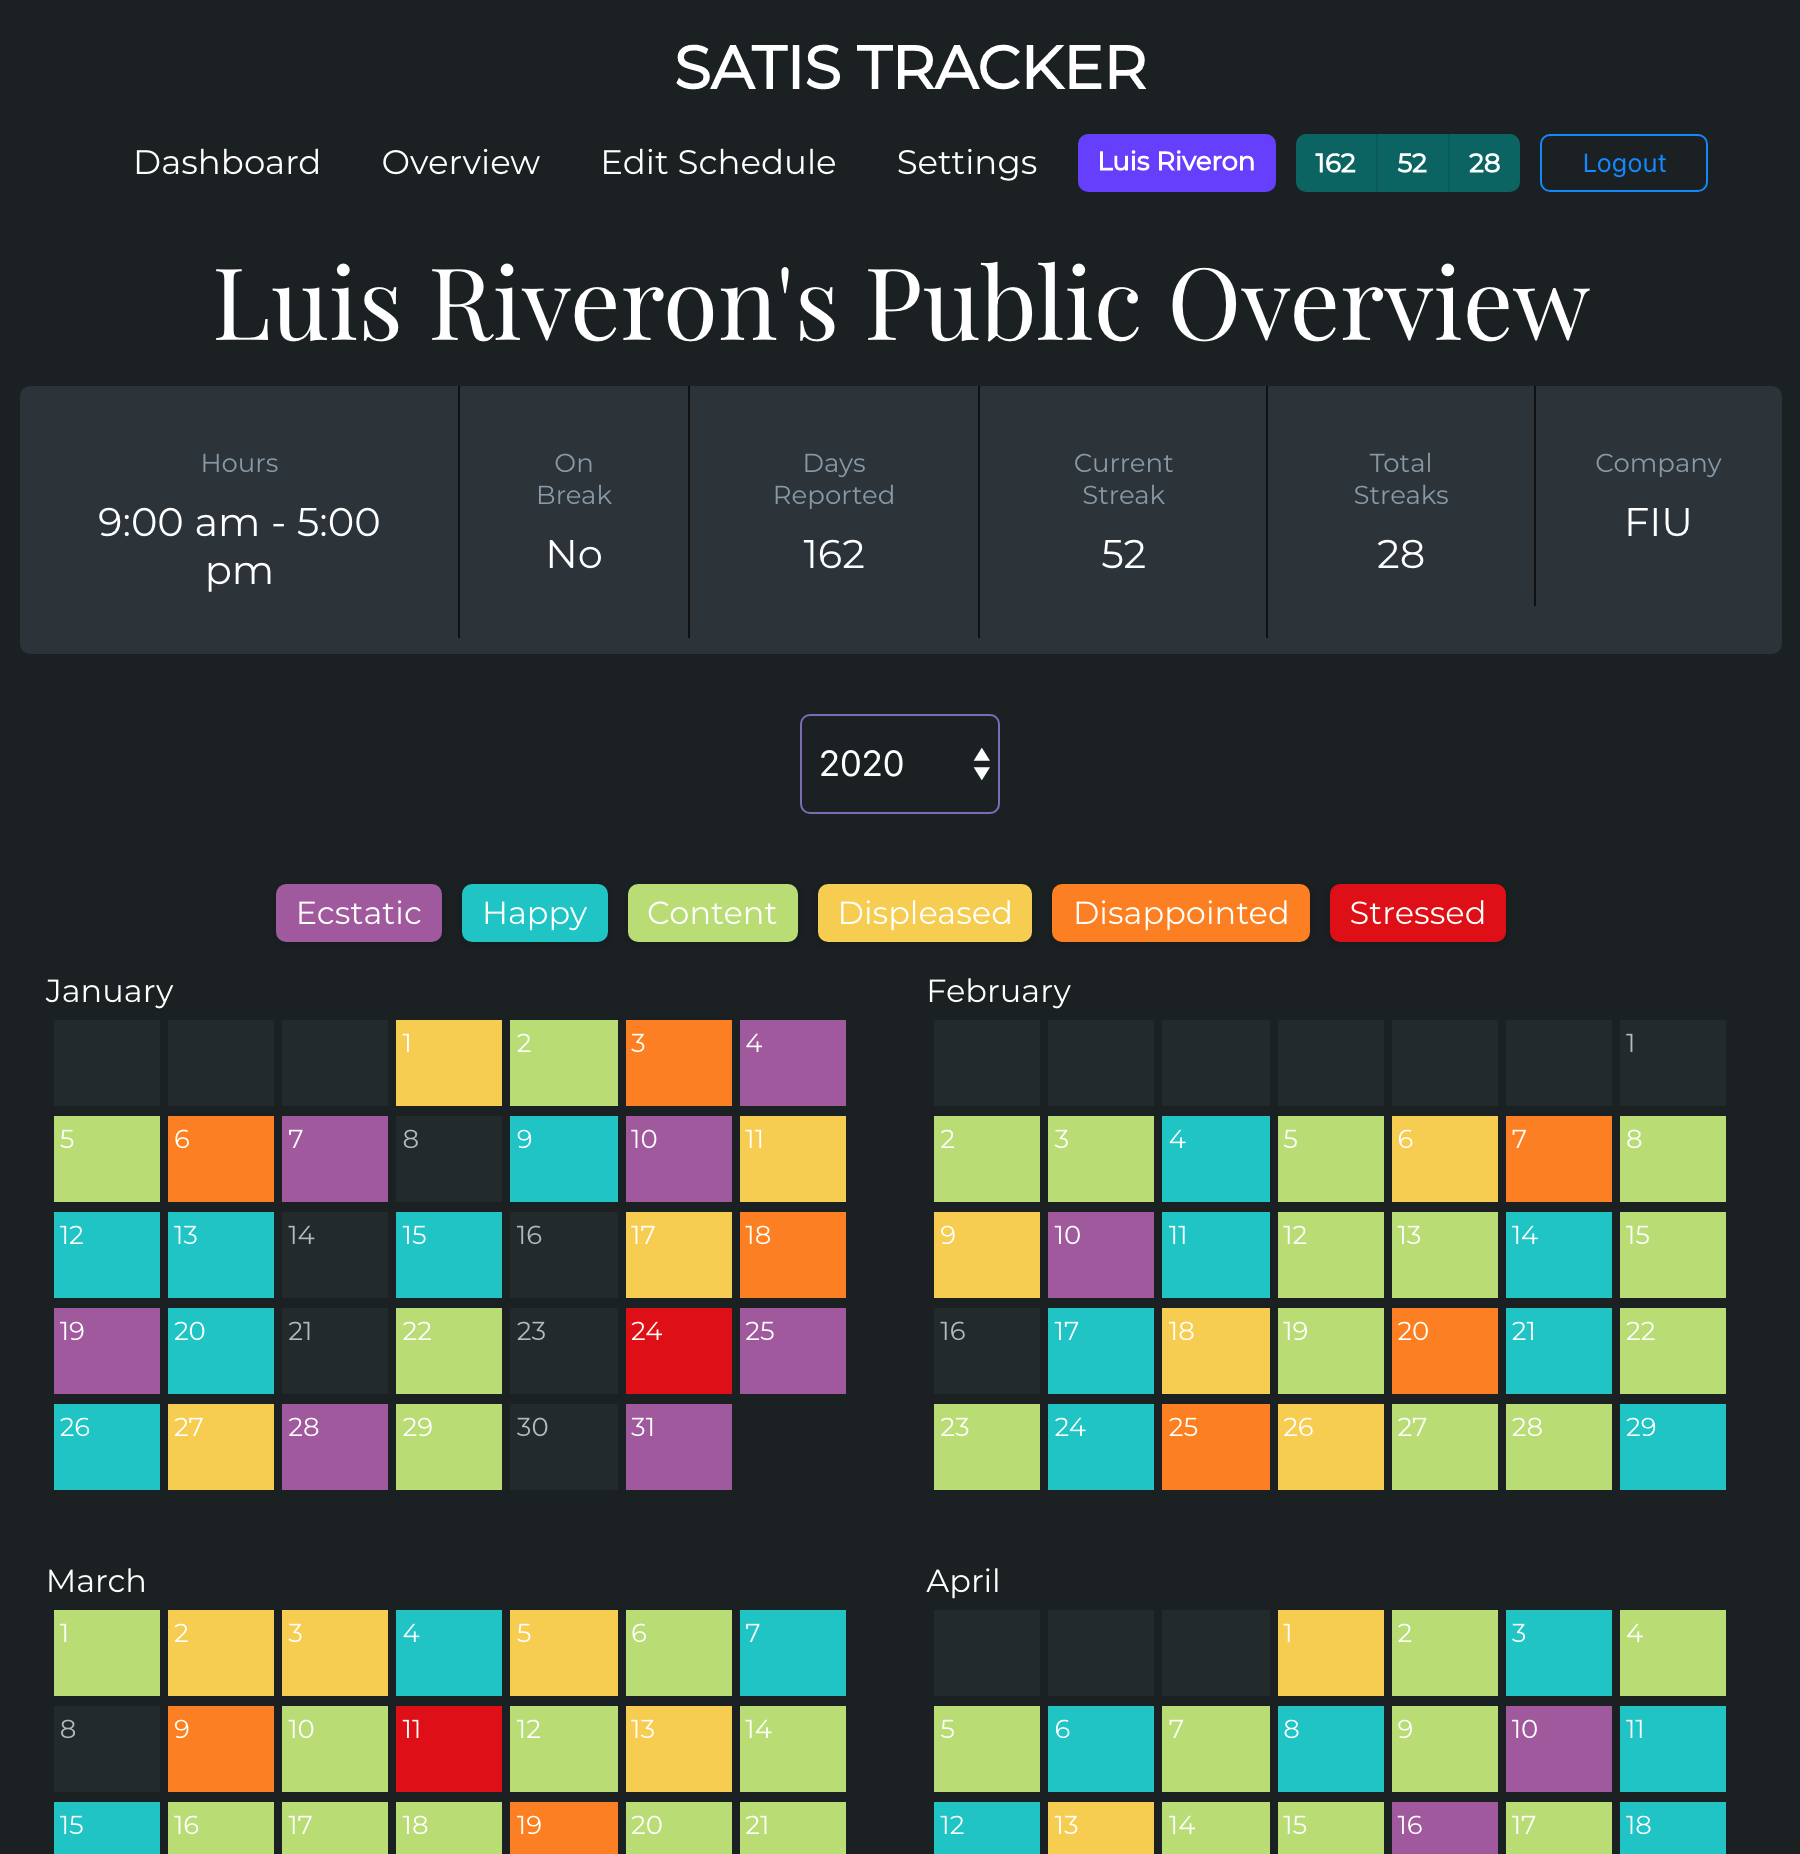 SATIS TRACKER
Dashboard Overview Edit Schedule Settings Luis Riveron 162 52 28 Logout
Luis Riveron's Public Overview
Hours
9:00 am - 5:00
pm
On
Break
No
Days
Reported
162
Current
Streak
52
Total
Streaks
28
Company
FIU
2020
Ecstatic Happy Content Displeased Disappointed Stressed
January
1 2 3 4
5 6 7 8 9 10 11
12 13 14 15 16 17 18
19 20 21 22 23 24 25
26 27 28 29 30 31
February
1
2 3 4 5 6 7 8
9 10 11 12 13 14 15
16 17 18 19 20 21 22
23 24 25 26 27 28 29
March
1 2 3 4 5 6 7
8 9 10 11 12 13 14
15 16 17 18 19 20 21
April
1 2 3 4
5 6 7 8 9 10 11
12 13 14 15 16 17 18